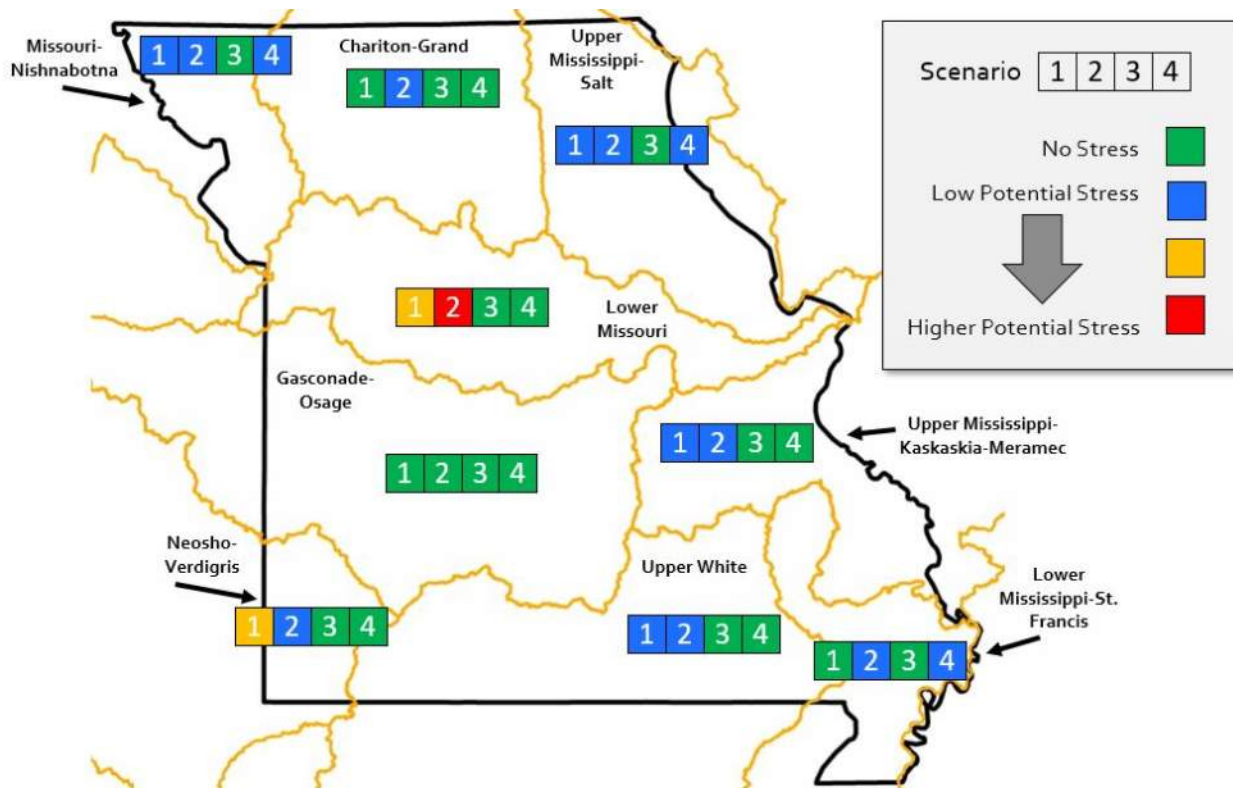 Missouri-
Nishnabotna
1 2 3 4
Chariton-Grand
1 2 3 4
Upper
Mississippi-
Salt
1 2 3 4
Scenario 1 2 3 4
No Stress
Low Potential Stress
Higher Potential Stress
1 2 3 4
Lower
Missouri
Gasconade-
Osage
1 2 3 4
1 2 3 4
Upper Mississippi-
Kaskaskia-Meramec
Neosho-
Verdigris
1 2 3 4
Upper White
1 2 3 4
1 2 3 4
Lower
Mississippi-St.
Francis